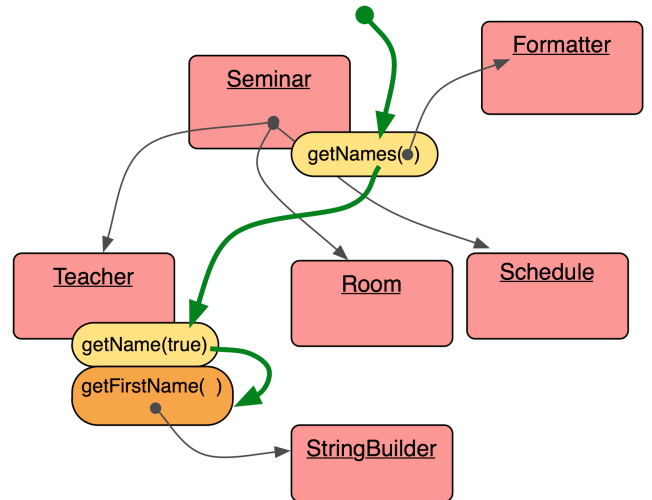 Formatter
Seminar
getNames( )
Teacher
Room
Schedule
getName(true)
getFirstName( )
StringBuilder